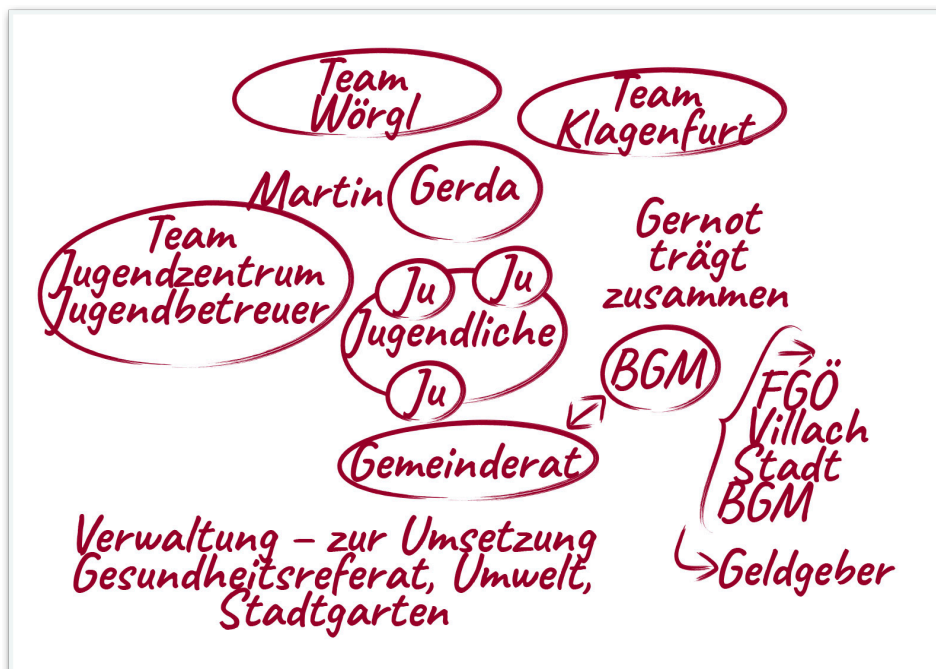 Team
Wörgl
Team
Klagenfurt
Martin Gerda
Team
Jugendzentrum
Jugendbetreuer
Gernot
trägt
zusammen
Ju Ju
Jugendliche
Ju
BGM
Gemeinderat
FGÖ
Villach
Stadt
BGM
Geldgeber
Verwaltung – zur Umsetzung
Gesundheitsreferat, Umwelt,
Stadtgarten